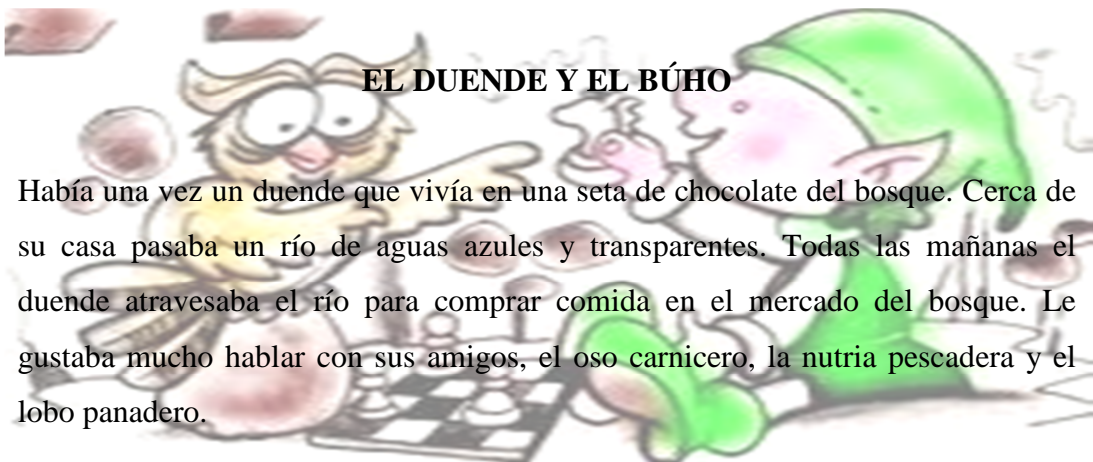 EL DUENDE Y EL BÚHO
Había una vez un duende que vivía en una seta de chocolate del bosque. Cerca de
su casa pasaba un río de aguas azules y transparentes. Todas las mañanas el
duende atravesaba el río para comprar comida en el mercado del bosque. Le
gustaba mucho hablar con sus amigos, el oso carnicero, la nutria pescadera y el
lobo panadero.